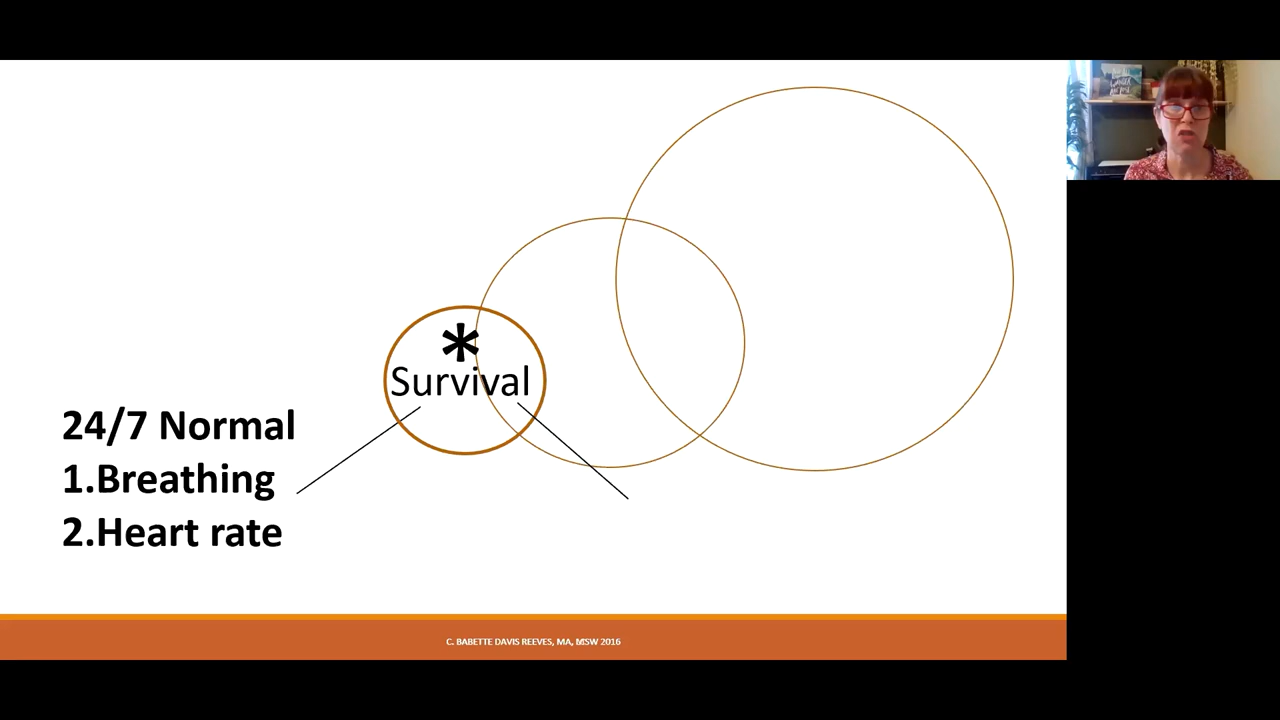 *
Survival
24/7 Normal
1.Breathing
2.Heart rate
C. BABETTE DAVIS REEVES, MA, MSW 2016